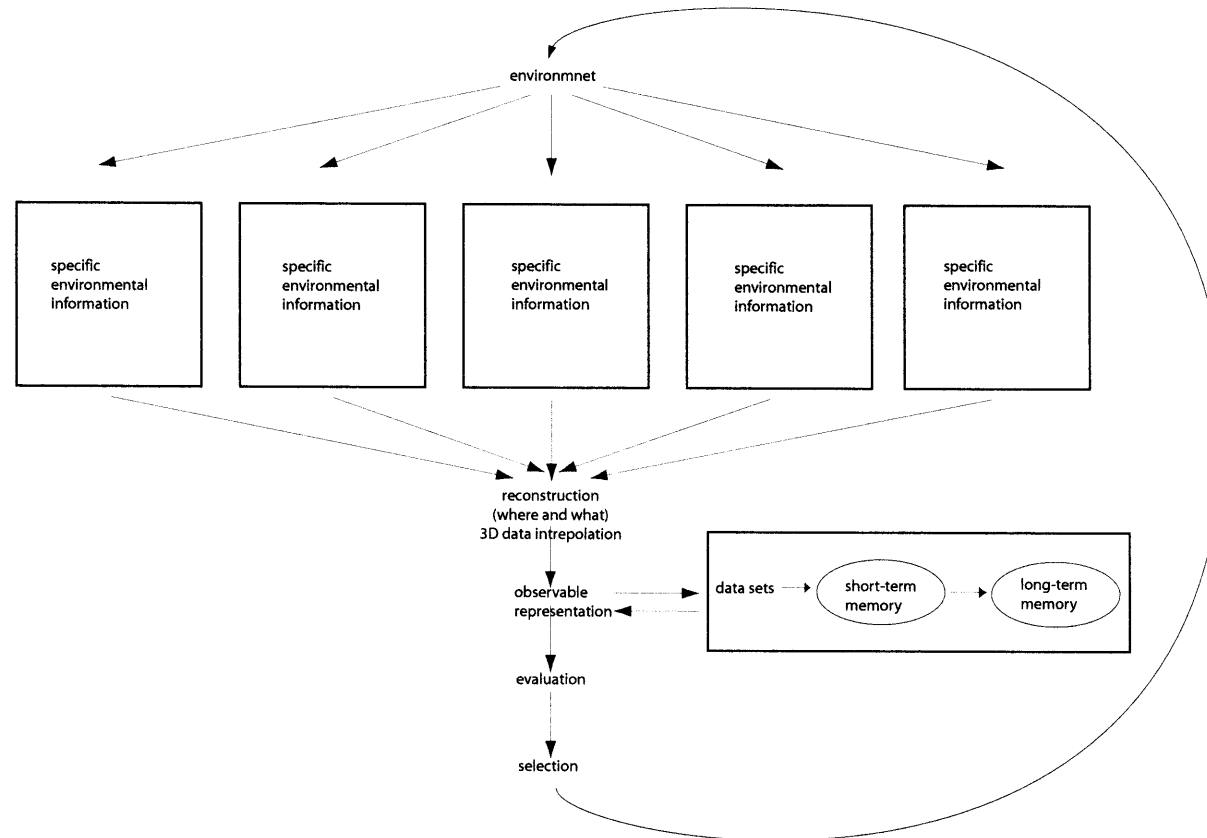 environmnet
specific
environmental
information
specific
environmental
information
specific
environmental
information
specific
environmental
information
specific
environmental
information
reconstruction
(where and what)
3D data intrepolation
observable
representation
data sets
short-term
memory
long-term
memory
evaluation
selection